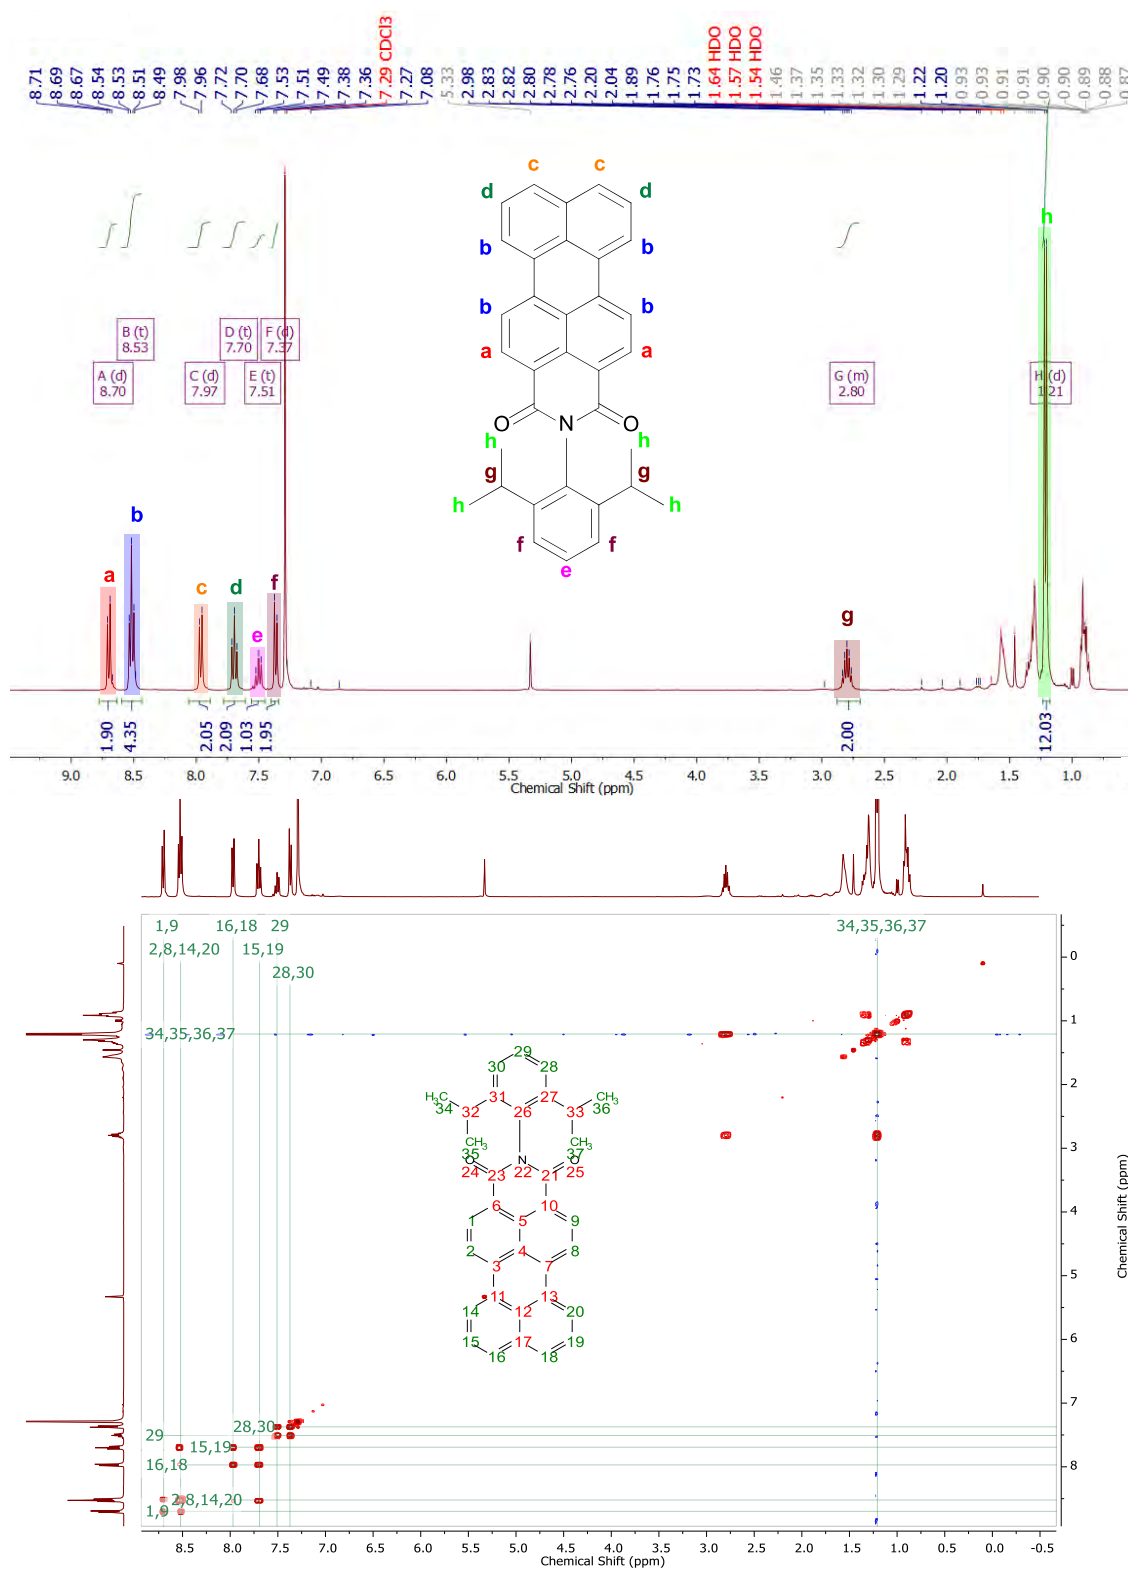 8.71 8.69 8.67 8.54 8.53 8.51 8.49 7.98 7.96 7.72 7.70 7.68 7.53 7.51 7.49 7.38 7.36 7.29 CDCl3 7.27 7.08 5.33 2.98 2.83 2.82 2.80 2.78 2.76 2.20 2.04 1.89 1.76 1.75 1.73 1.64 HDO 1.57 HDO 1.54 HDO 1.46 1.37 1.35 1.33 1.32 1.30 1.29 1.22 1.20 0.93 0.93 0.91 0.91 0.90 0.90 0.89 0.88 0.87
c c
d d
h
b b
b b
B (t) D (t) F (d)
8.53 7.70 7.37
a a
A (d) C (d) E (t) G (m) H (d)
8.70 7.97 7.51 2.80 1.21
O N O
h h
g g
h h
b
f f
e
a c d e f g
1.90 4.35 2.05 2.09 1.03 1.95 2.00 12.03
9.0 8.5 8.0 7.5 7.0 6.5 6.0 5.5 5.0 4.5 4.0 3.5 3.0 2.5 2.0 1.5 1.0
Chemical Shift (ppm)
1,9 16,18 29 34,35,36,37
2,8,14,20 15,19
28,30
0
34,35,36,37
1
29
30 28
H3C 31 27 CH3
34 32 26 33 36
2
CH3 CH3
35 37
O N O
24 23 22 21 25
3
6 10
1 5 9
2 4 8
4
3 7
11 13
14 12 20
5
15 17 19
16 18
6
7
28,30
29
15,19
16,18
8
2,8,14,20
1,9
Chemical Shift (ppm)
8.5 8.0 7.5 7.0 6.5 6.0 5.5 5.0 4.5 4.0 3.5 3.0 2.5 2.0 1.5 1.0 0.5 0.0 -0.5
Chemical Shift (ppm)